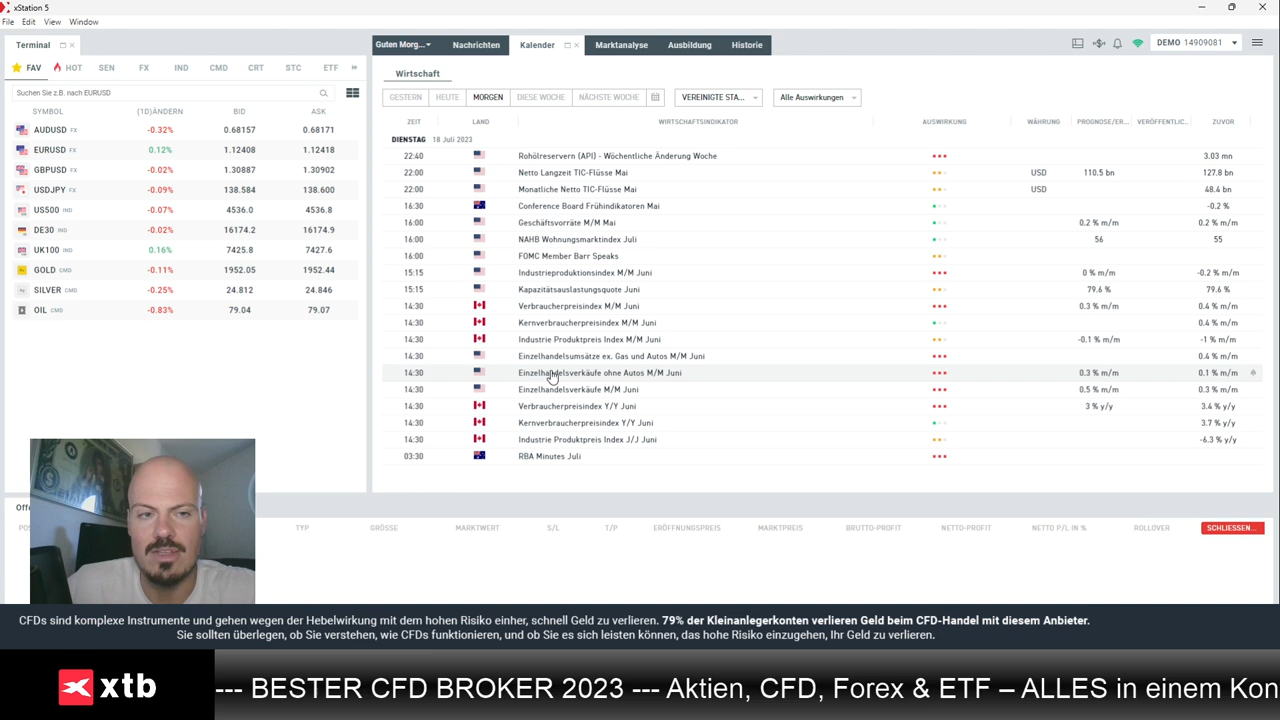 xStation 5
File Edit View Window
Terminal
FAV HOT SEN FX IND CMD CRT STC ETF
Suchen Sie z.B. nach EURUSD
SYMBOL (1D)ÄNDERN BID ASK
AUDUSD FX -0.32% 0.68157 0.68171
EURUSD FX 0.12% 1.12408 1.12418
GBPUSD FX -0.02% 1.30887 1.30902
USDJPY FX -0.09% 138.584 138.600
US500 IND -0.07% 4536.0 4536.8
DE30 IND -0.02% 16174.2 16174.9
UK100 IND 0.16% 7425.8 7427.6
GOLD CMD -0.11% 1952.05 1952.44
SILVER CMD -0.25% 24.812 24.846
OIL CMD -0.83% 79.04 79.07
Guten Morg... Nachrichten Kalender Marktanalyse Ausbildung Historie
DEMO 14909081
Wirtschaft
GESTERN HEUTE MORGEN DIESE WOCHE NÄCHSTE WOCHE VEREINIGTE STA... Alle Auswirkungen
ZEIT LAND WIRTSCHAFTSINDIKATOR AUSWIRKUNG WÄHRUNG PROGNOSE/ER... VERÖFFENTLIC... ZUVOR
DIENSTAG 18 Juli 2023
22:40 Rohölreservern (API) - Wöchentliche Änderung Woche 3.03 mn
22:00 Netto Langzeit TIC-Flüsse Mai USD 110.5 bn 127.8 bn
22:00 Monatliche Netto TIC-Flüsse Mai USD 48.4 bn
16:30 Conference Board Frühindikatoren Mai -0.2 %
16:00 Geschäftsvorräte M/M Mai 0.2 % m/m 0.2 % m/m
16:00 NAHB Wohnungsmarktindex Juli 56 55
16:00 FOMC Member Barr Speaks
15:15 Industrieproduktionsindex M/M Juni 0 % m/m -0.2 % m/m
15:15 Kapazitätsauslastungsquote Juni 79.6 % 79.6 %
14:30 Verbraucherpreisindex M/M Juni 0.3 % m/m 0.4 % m/m
14:30 Kernverbraucherpreisindex M/M Juni 0.4 % m/m
14:30 Industrie Produktpreis Index M/M Juni -0.1 % m/m -1 % m/m
14:30 Einzelhandelsumsätze ex. Gas und Autos M/M Juni 0.4 % m/m
14:30 Einzelhandelsverkäufe ohne Autos M/M Juni 0.3 % m/m 0.1 % m/m
14:30 Einzelhandelsverkäufe M/M Juni 0.5 % m/m 0.3 % m/m
14:30 Verbraucherpreisindex Y/Y Juni 3 % y/y 3.4 % y/y
14:30 Kernverbraucherpreisindex Y/Y Juni 3.7 % y/y
14:30 Industrie Produktpreis Index J/J Juni -6.3 % y/y
03:30 RBA Minutes Juli
TYP GRÖSSE MARKTWERT S/L T/P ERÖFFNUNGSPREIS MARKTPREIS BRUTTO-PROFIT NETTO-PROFIT NETTO P/L IN % ROLLOVER SCHLIESSEN...
CFDs sind komplexe Instrumente und gehen wegen der Hebelwirkung mit dem hohen Risiko einher, schnell Geld zu verlieren. 79% der Kleinanlegerkonten verlieren Geld beim CFD-Handel mit diesem Anbieter.
Sie sollten überlegen, ob Sie verstehen, wie CFDs funktionieren, und ob Sie es sich leisten können, das hohe Risiko einzugehen, Ihr Geld zu verlieren.
xtb --- BESTER CFD BROKER 2023 --- Aktien, CFD, Forex & ETF – ALLES in einem Kon